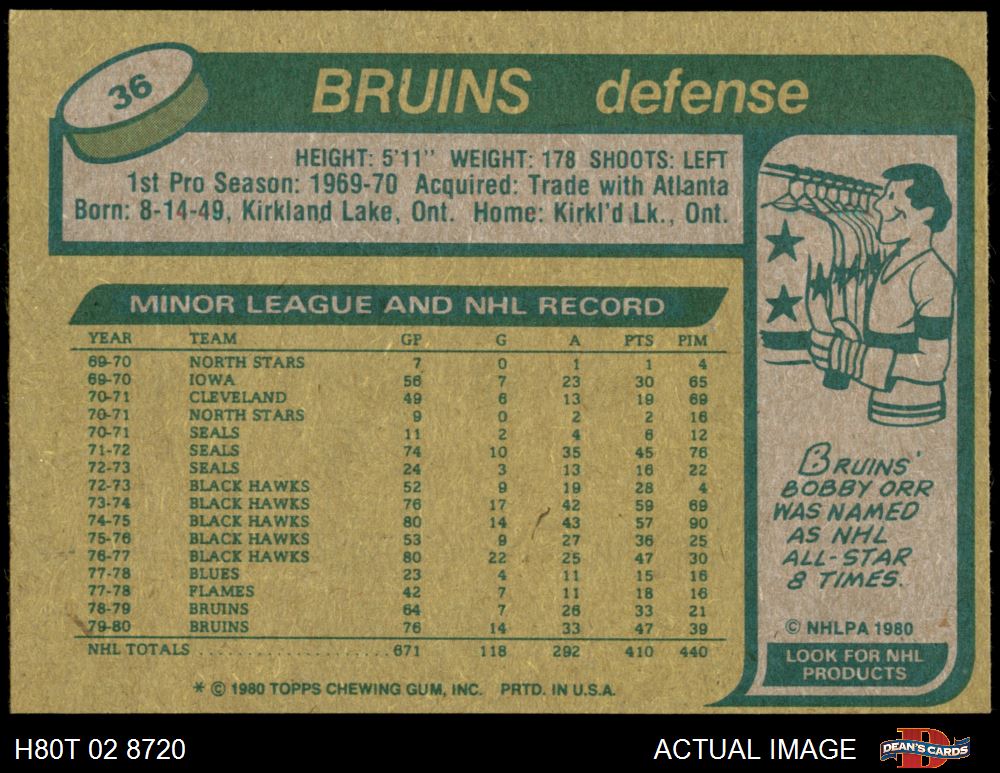 36
BRUINS defense
HEIGHT: 5'11" WEIGHT: 178 SHOOTS: LEFT
1st Pro Season: 1969-70 Acquired: Trade with Atlanta
Born: 8-14-49, Kirkland Lake, Ont. Home: Kirkl'd Lk., Ont.
MINOR LEAGUE AND NHL RECORD
YEAR TEAM GP G A PTS PIM
69-70 NORTH STARS 7 0 1 1 4
69-70 IOWA 56 7 23 30 65
70-71 CLEVELAND 49 6 13 19 69
70-71 NORTH STARS 9 0 2 2 16
70-71 SEALS 11 2 4 6 12
71-72 SEALS 74 10 35 45 76
72-73 SEALS 24 3 13 16 22
72-73 BLACK HAWKS 52 9 19 28 4
73-74 BLACK HAWKS 76 17 42 59 69
74-75 BLACK HAWKS 80 14 43 57 90
75-76 BLACK HAWKS 53 9 27 36 25
76-77 BLACK HAWKS 80 22 25 47 30
77-78 BLUES 23 4 11 15 16
77-78 FLAMES 42 7 11 18 16
78-79 BRUINS 64 7 26 33 21
79-80 BRUINS 76 14 33 47 39
NHL TOTALS ....................671 118 292 410 440
* © 1980 TOPPS CHEWING GUM, INC. PRTD. IN U.S.A.
BRUINS'
BOBBY ORR
WAS NAMED
AS NHL
ALL-STAR
8 TIMES.
© NHLPA 1980
LOOK FOR NHL
PRODUCTS
H80T 02 8720 ACTUAL IMAGE DEAN'S CARDS